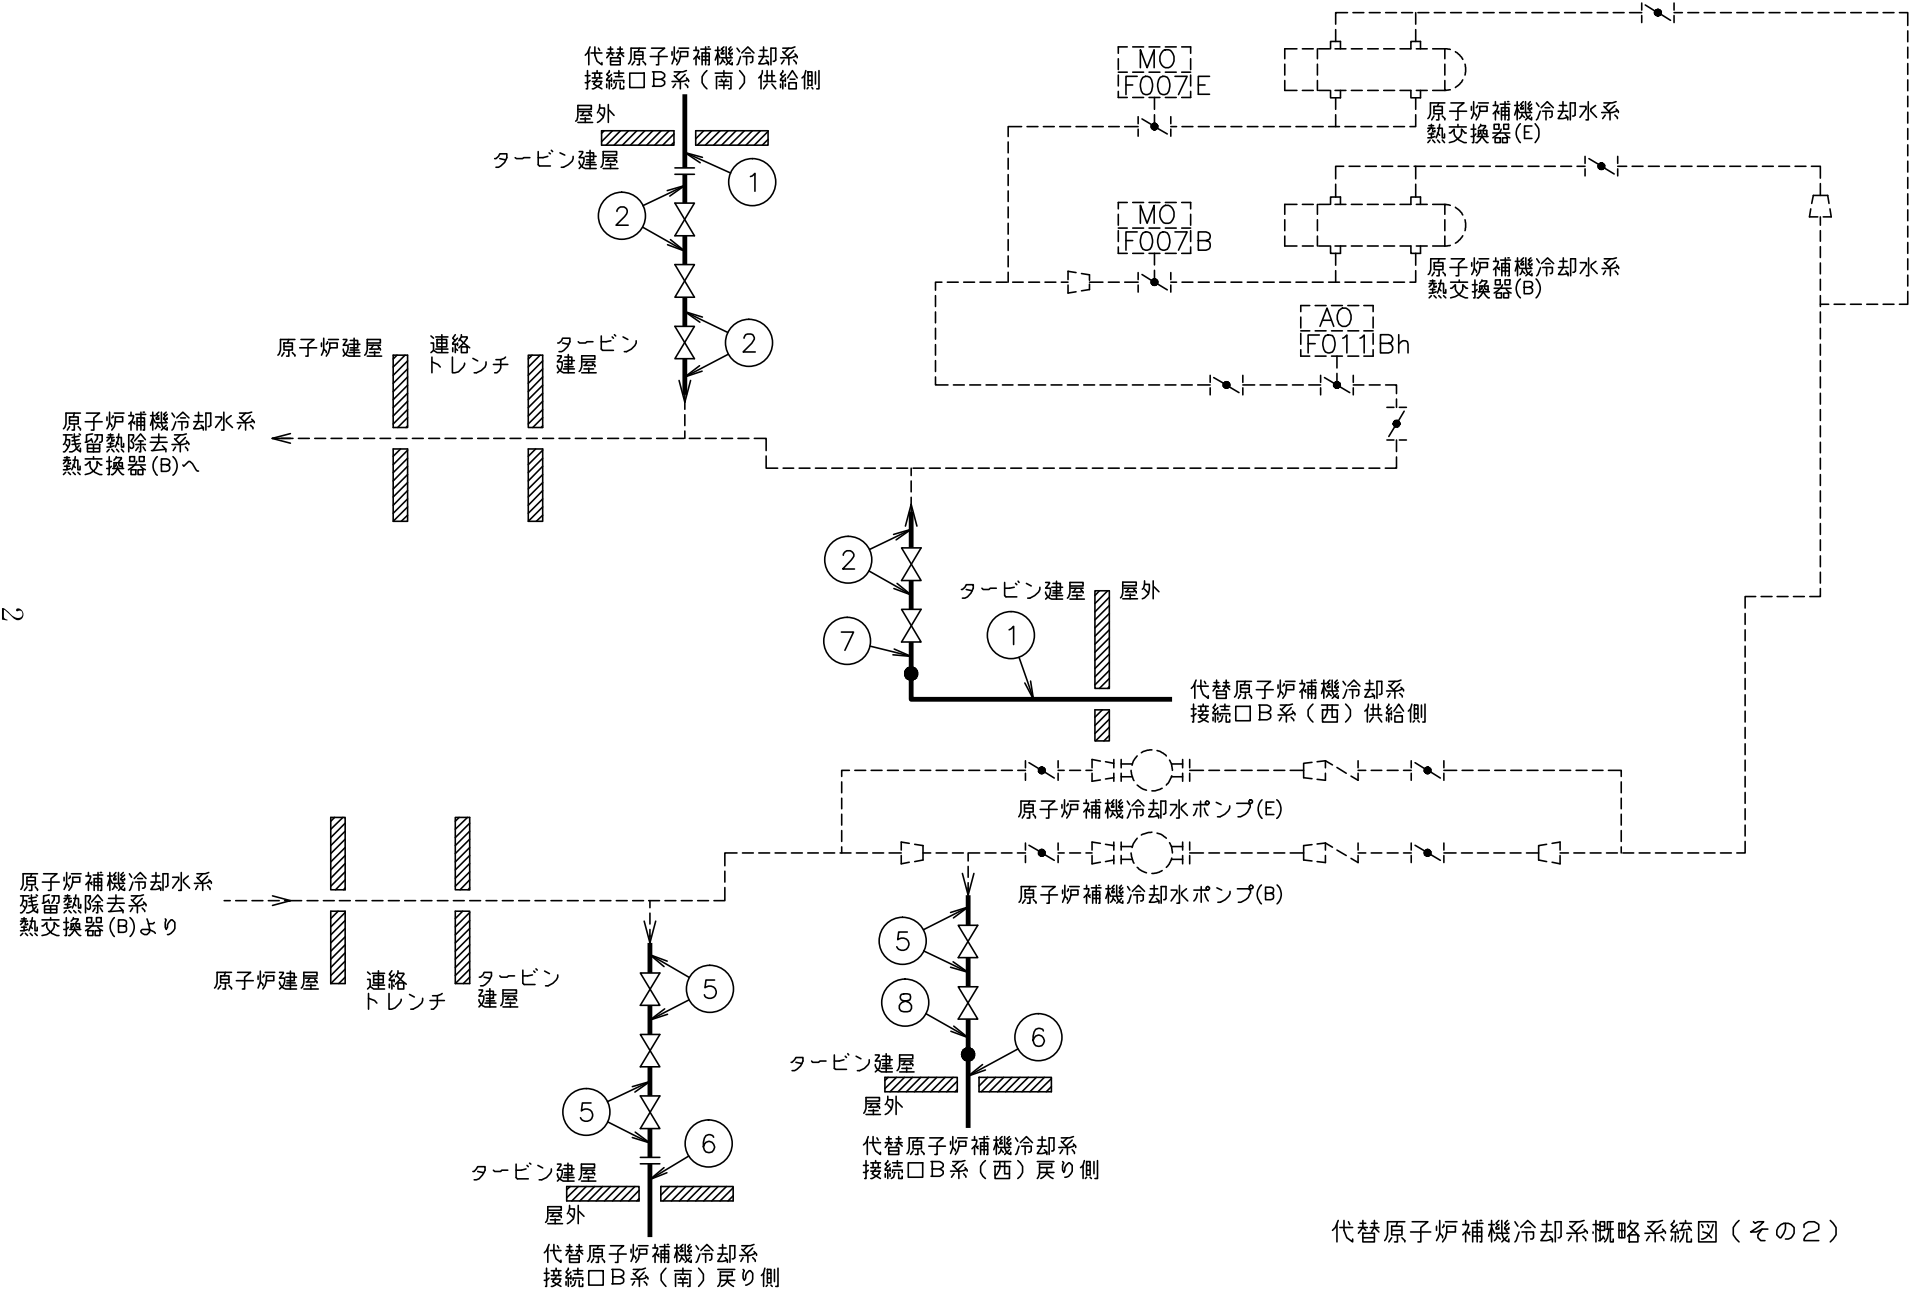 代替原子炉補機冷却系
接続口B系（南）供給側
屋外
タービン建屋
1
2
2
MO
F007E
原子炉補機冷却水系
熱交換器(E)
MO
F007B
原子炉補機冷却水系
熱交換器(B)
AO
F011Bh
原子炉建屋
連絡
トレンチ
タービン
建屋
原子炉補機冷却水系
残留熱除去系
熱交換器(B)へ
2
7
タービン建屋
屋外
1
代替原子炉補機冷却系
接続口B系（西）供給側
2
原子炉補機冷却水ポンプ(E)
原子炉補機冷却水ポンプ(B)
原子炉補機冷却水系
残留熱除去系
熱交換器(B)より
原子炉建屋
連絡
トレンチ
タービン
建屋
5
5
6
タービン建屋
屋外
代替原子炉補機冷却系
接続口B系（南）戻り側
5
8
6
タービン建屋
屋外
代替原子炉補機冷却系
接続口B系（西）戻り側
代替原子炉補機冷却系概略系統図（その2）